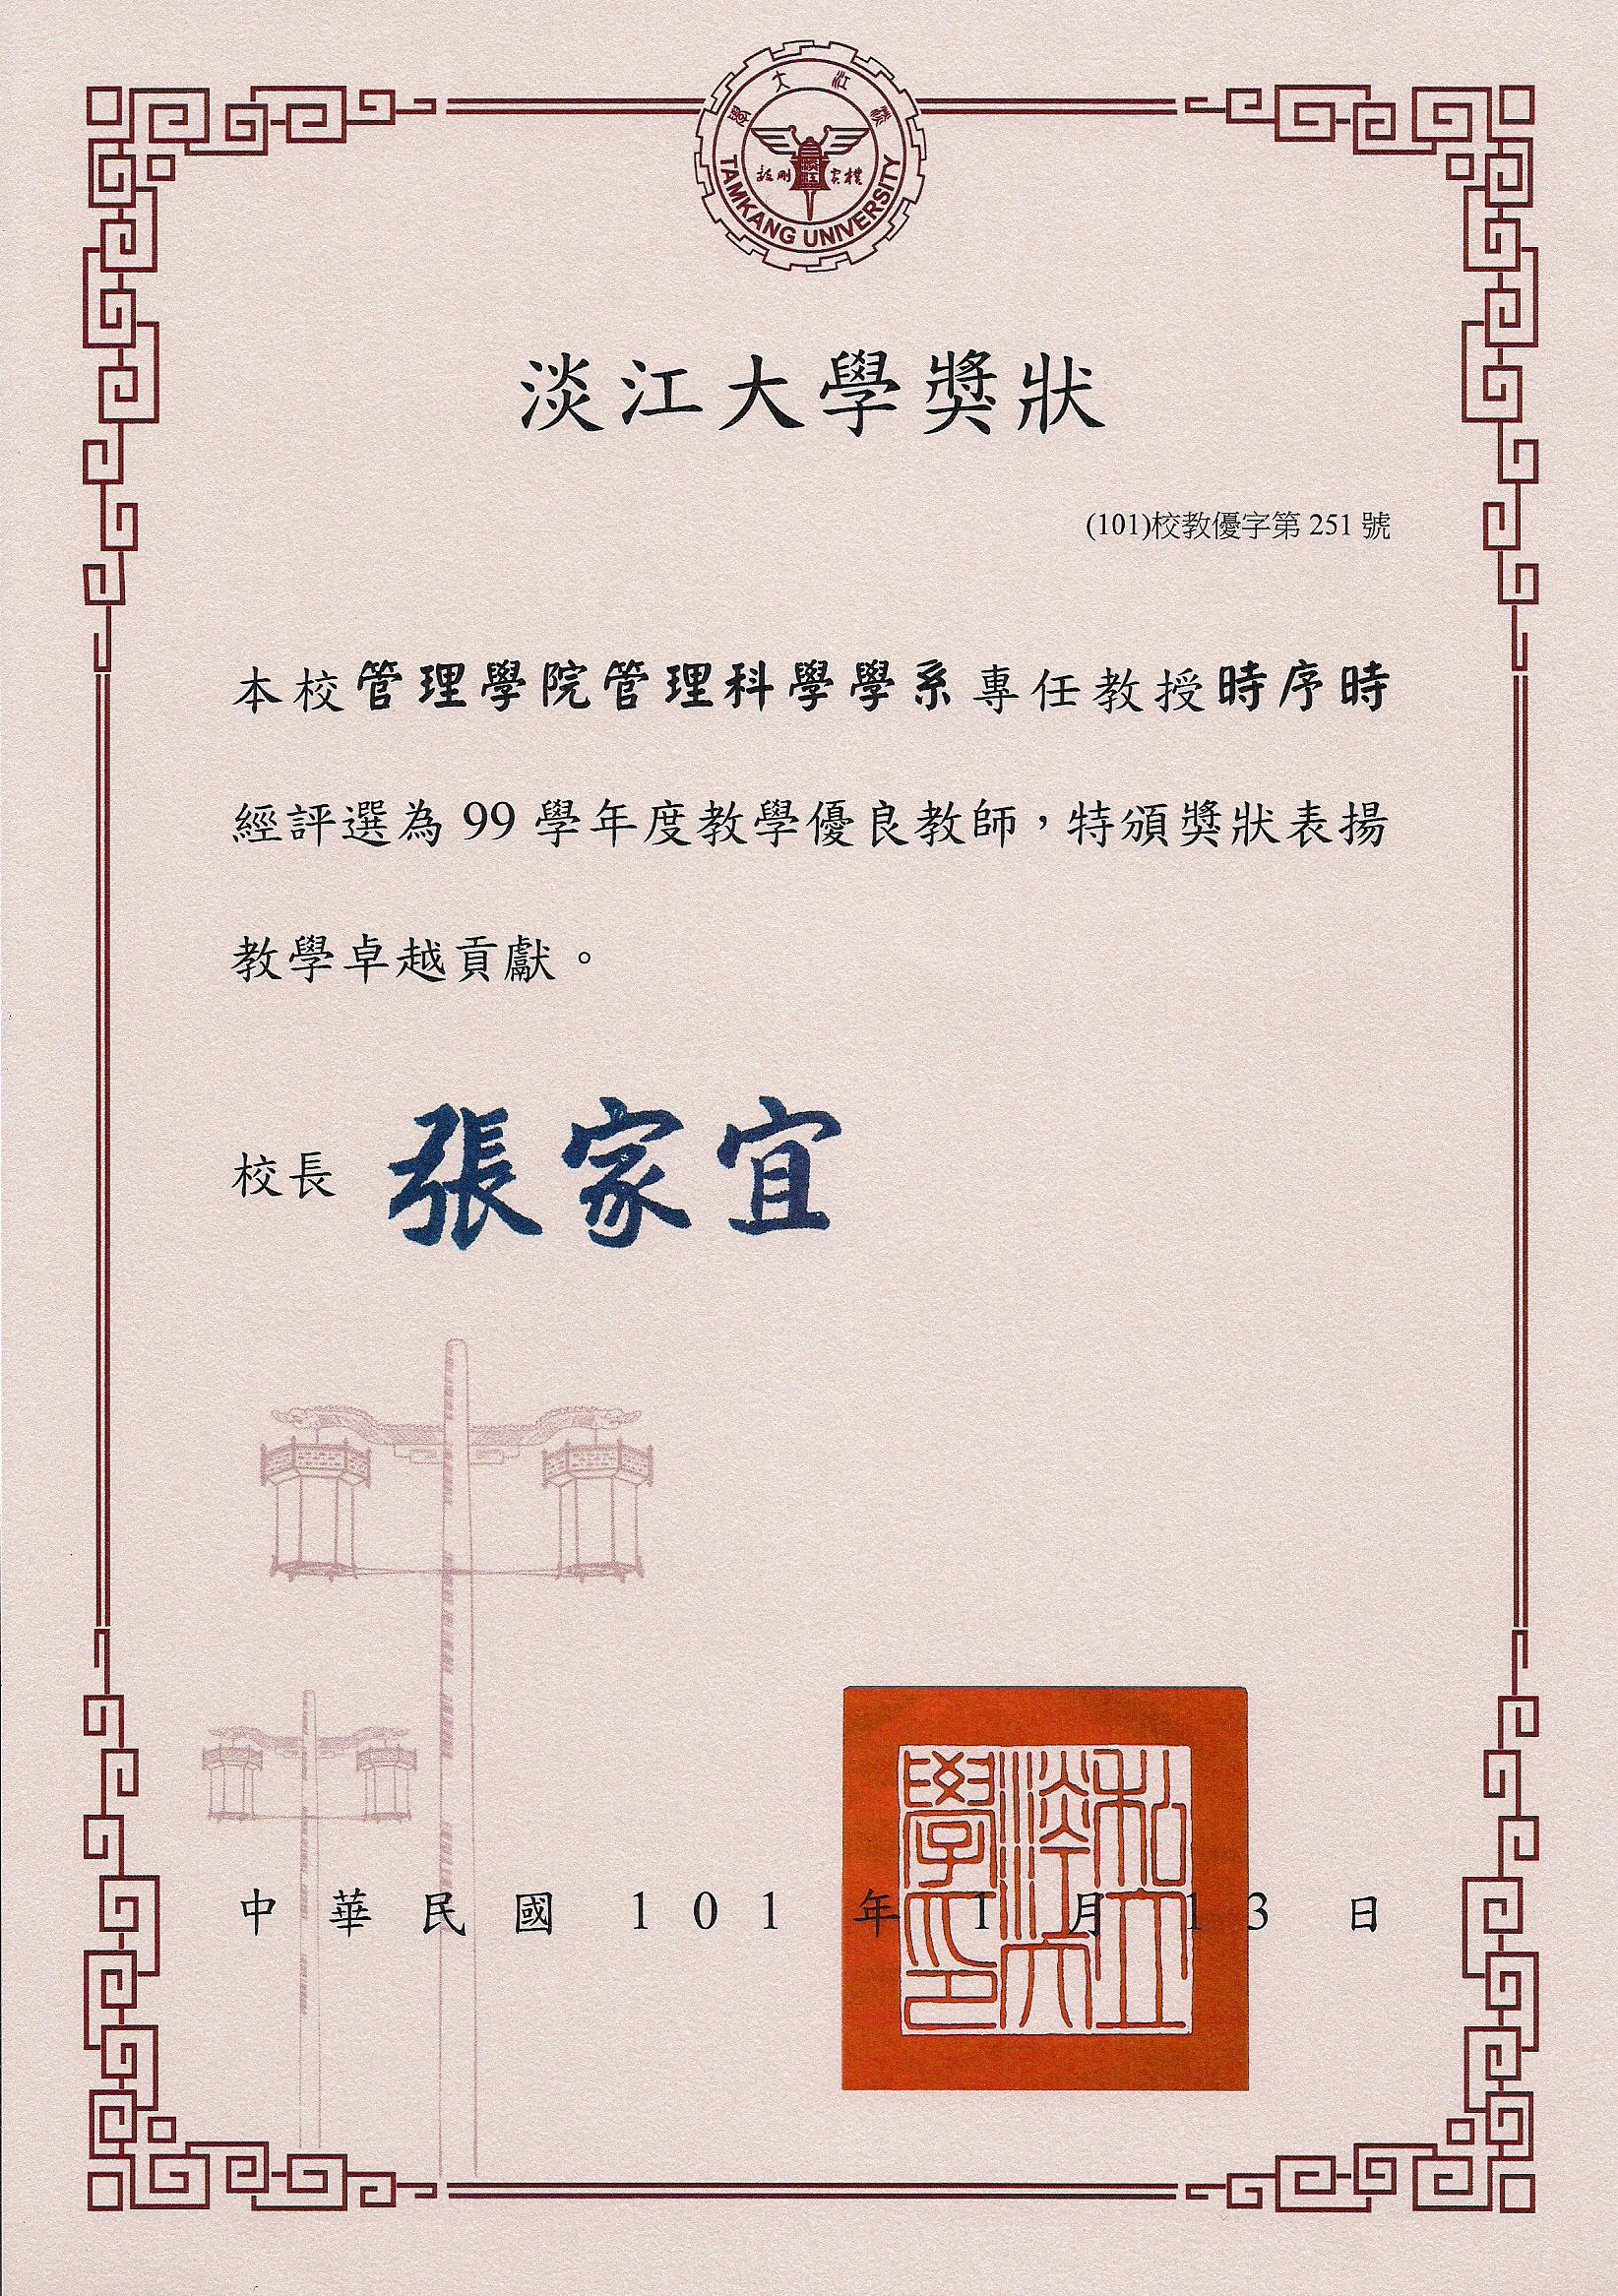 淡江大學
樸實剛毅
TAMKANG UNIVERSITY
淡江大學獎狀
(101)校教優字第 251 號
本校管理學院管理科學學系專任教授時序時
經評選為 99 學年度教學優良教師，特頒獎狀表揚
教學卓越貢獻。
校長 張家宜
私立淡江大學印
中華民國 101 年 1 月 13 日